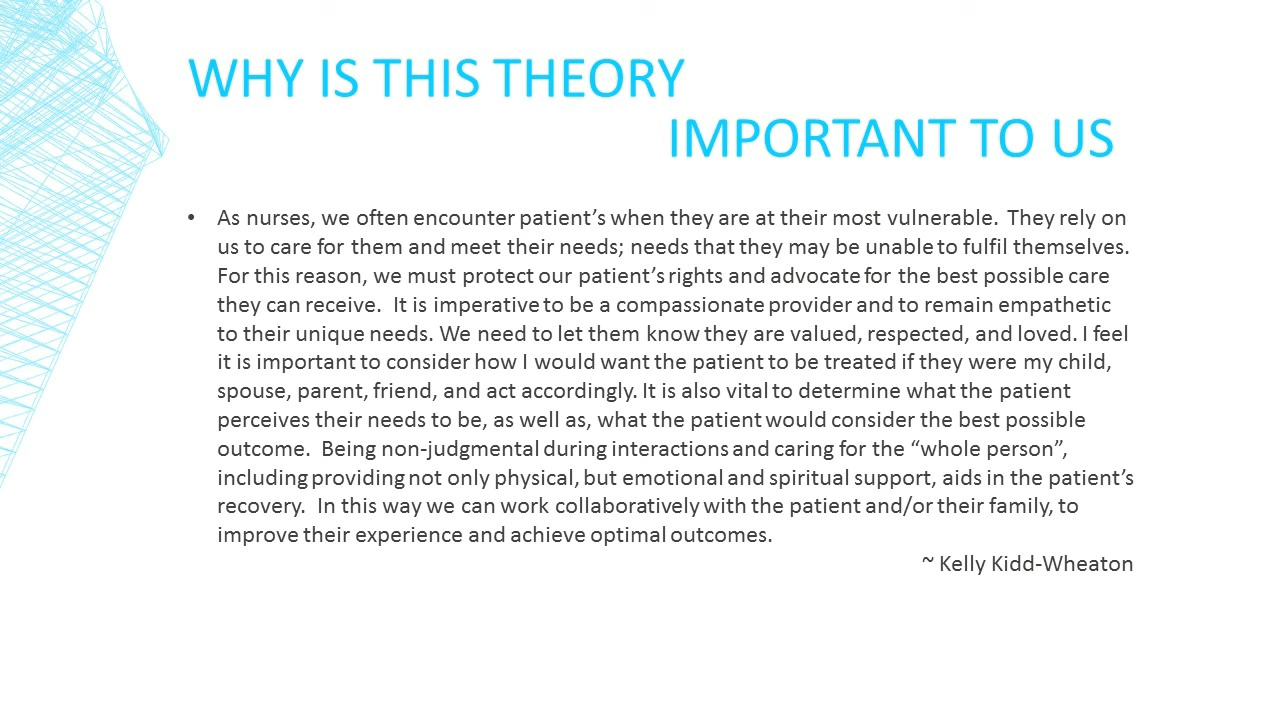 WHY IS THIS THEORY
IMPORTANT TO US
• As nurses, we often encounter patient’s when they are at their most vulnerable. They rely on
us to care for them and meet their needs; needs that they may be unable to fulfil themselves.
For this reason, we must protect our patient’s rights and advocate for the best possible care
they can receive. It is imperative to be a compassionate provider and to remain empathetic
to their unique needs. We need to let them know they are valued, respected, and loved. I feel
it is important to consider how I would want the patient to be treated if they were my child,
spouse, parent, friend, and act accordingly. It is also vital to determine what the patient
perceives their needs to be, as well as, what the patient would consider the best possible
outcome. Being non-judgmental during interactions and caring for the “whole person”,
including providing not only physical, but emotional and spiritual support, aids in the patient’s
recovery. In this way we can work collaboratively with the patient and/or their family, to
improve their experience and achieve optimal outcomes.
~ Kelly Kidd-Wheaton